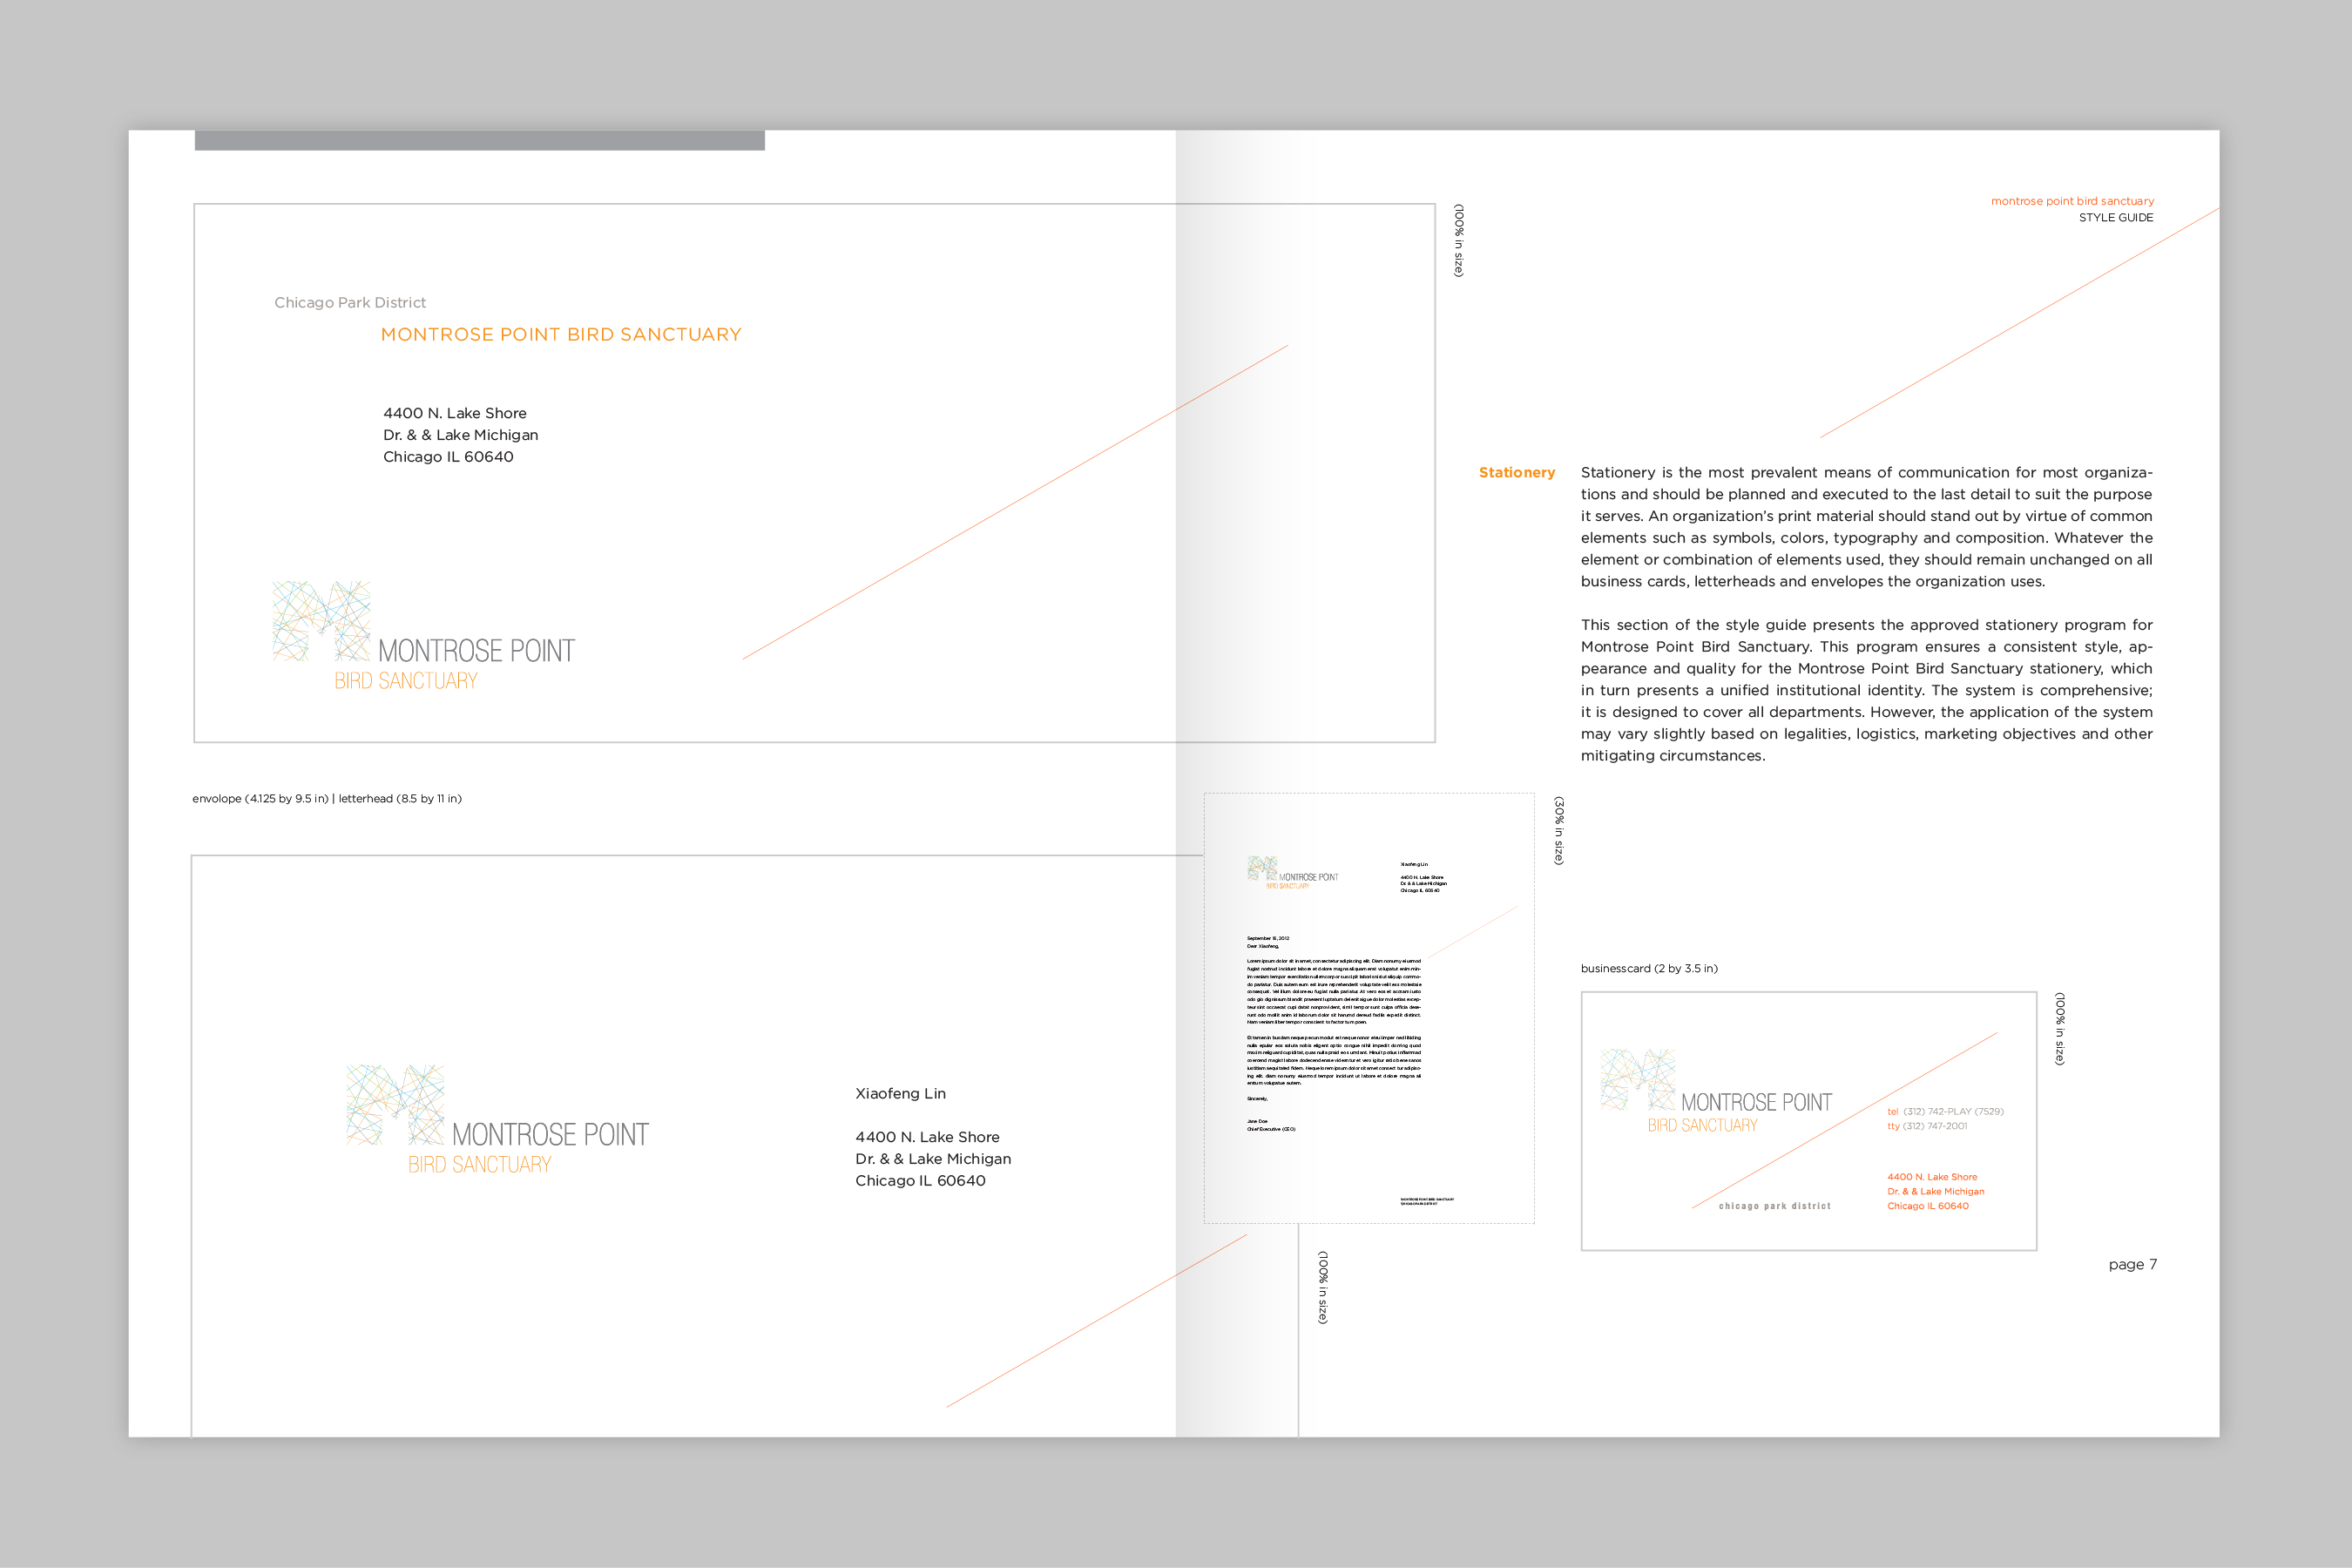 Chicago Park District
MONTROSE POINT BIRD SANCTUARY
4400 N. Lake Shore
Dr. & & Lake Michigan
Chicago IL 60640
MONTROSE POINT
BIRD SANCTUARY
(100% in size)
envolope (4.125 by 9.5 in) | letterhead (8.5 by 11 in)
MONTROSE POINT
BIRD SANCTUARY
Xiaofeng Lin
4400 N. Lake Shore
Dr. & & Lake Michigan
Chicago IL 60640
(100% in size)
MONTROSE POINT
BIRD SANCTUARY
Xiaofeng Lin
4400 N. Lake Shore
Dr. & & Lake Michigan
Chicago IL 60640
Dear Xiaofeng,
Sincerely,
Jane Doe
Chief Executive (CEO)
MONTROSE POINT BIRD SANCTUARY
(30% in size)
montrose point bird sanctuary
STYLE GUIDE
Stationery
Stationery is the most prevalent means of communication for most organiza-
tions and should be planned and executed to the last detail to suit the purpose
it serves. An organization's print material should stand out by virtue of common
elements such as symbols, colors, typography and composition. Whatever the
element or combination of elements used, they should remain unchanged on all
business cards, letterheads and envelopes the organization uses.
This section of the style guide presents the approved stationery program for
Montrose Point Bird Sanctuary. This program ensures a consistent style, ap-
pearance and quality for the Montrose Point Bird Sanctuary stationery, which
in turn presents a unified institutional identity. The system is comprehensive;
it is designed to cover all departments. However, the application of the system
may vary slightly based on legalities, logistics, marketing objectives and other
mitigating circumstances.
businesscard (2 by 3.5 in)
MONTROSE POINT
BIRD SANCTUARY
tel (312) 742-PLAY (7529)
tty (312) 747-2001
4400 N. Lake Shore
Dr. & & Lake Michigan
Chicago IL 60640
chicago park district
(100% in size)
page 7